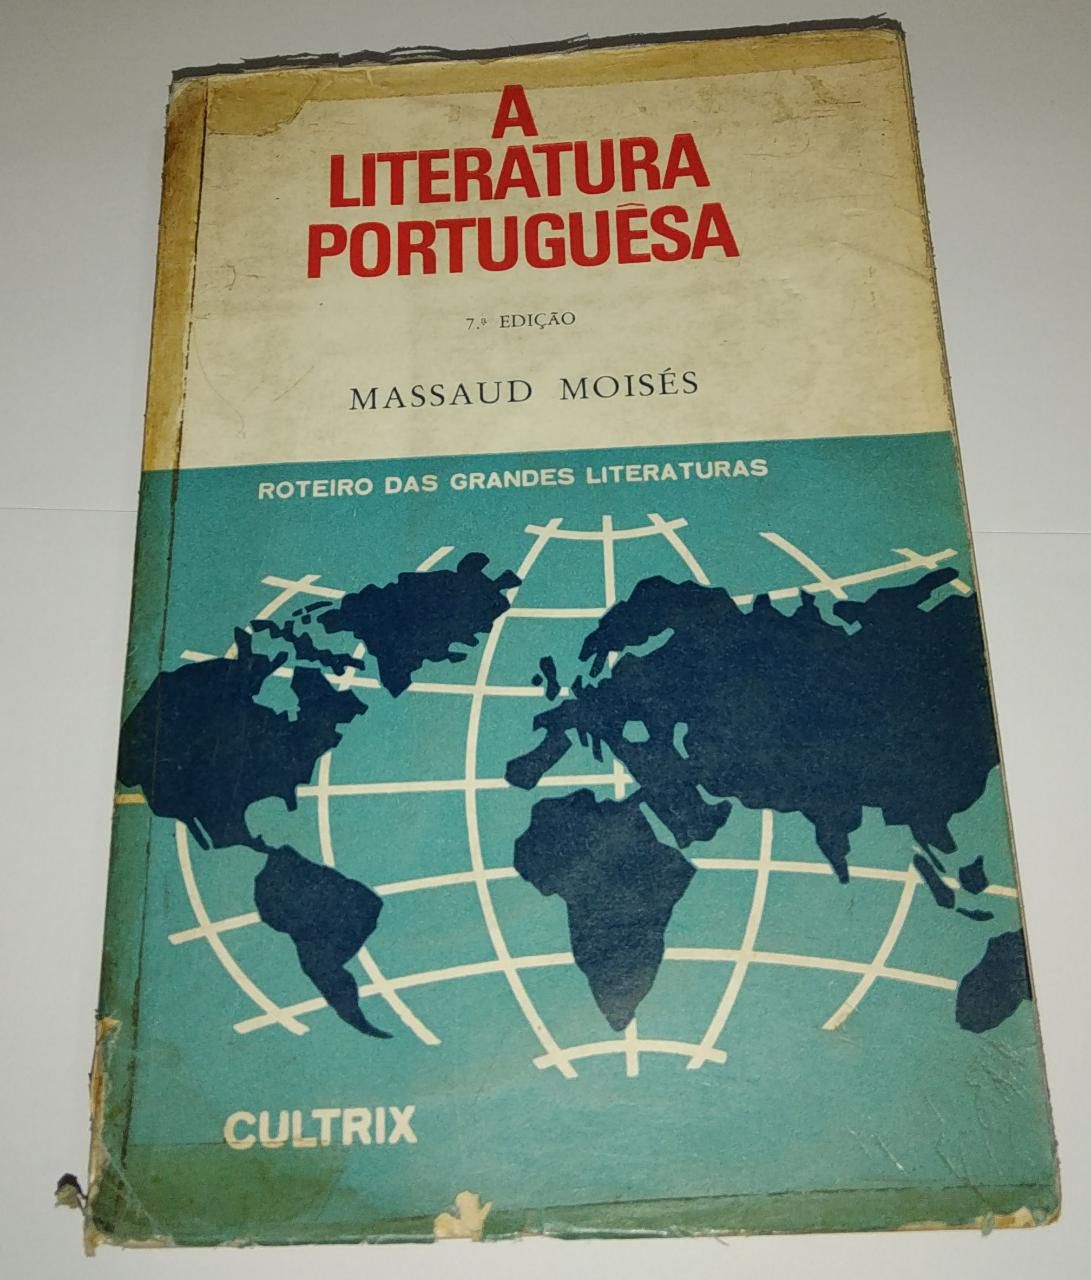 A
LITERATURA
PORTUGUÊSA
7.ª EDIÇÃO
MASSAUD MOISÉS
ROTEIRO DAS GRANDES LITERATURAS
CULTRIX